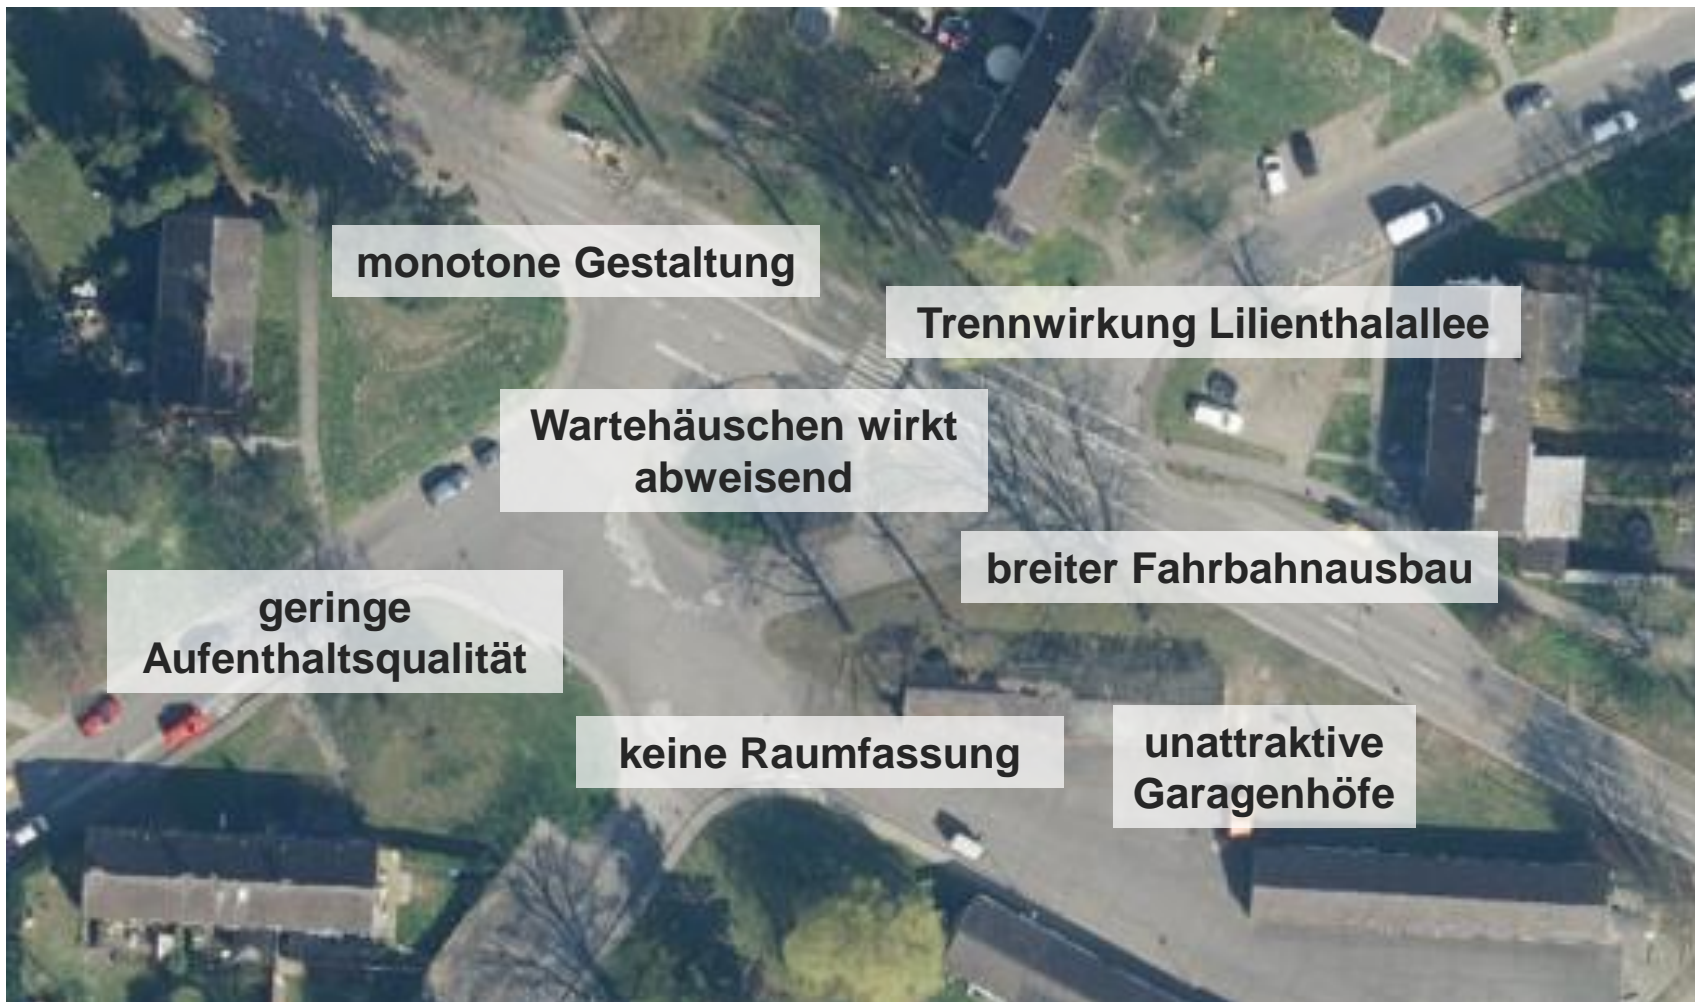 monotone Gestaltung
Trennwirkung Lilienthalallee
Wartehäuschen wirkt
abweisend
breiter Fahrbahnausbau
geringe
Aufenthaltsqualität
keine Raumfassung
unattraktive
Garagenhöfe